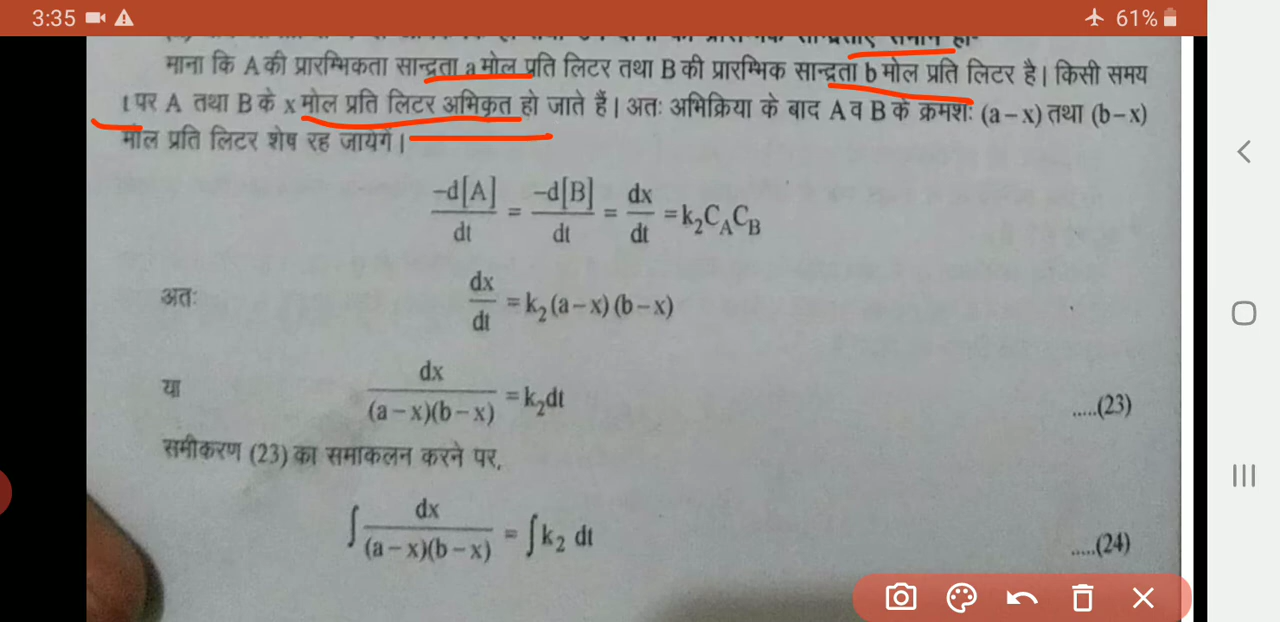 3:35
61%
माना कि A की प्रारम्भिकता सान्द्रता a मोल प्रति लिटर तथा B की प्रारम्भिक सान्द्रता b मोल प्रति लिटर है। किसी समय
t पर A तथा B के x मोल प्रति लिटर अभिकृत हो जाते हैं। अतः अभिक्रिया के बाद A व B के क्रमशः (a – x) तथा (b – x)
मोल प्रति लिटर शेष रह जायेगें।
–d[A]/dt = –d[B]/dt = dx/dt = k₂CACB
अतः dx/dt = k₂ (a – x) (b – x)
या dx/(a – x)(b – x) = k₂dt .....(23)
समीकरण (23) का समाकलन करने पर,
∫ dx/(a – x)(b – x) = ∫ k₂ dt .....(24)